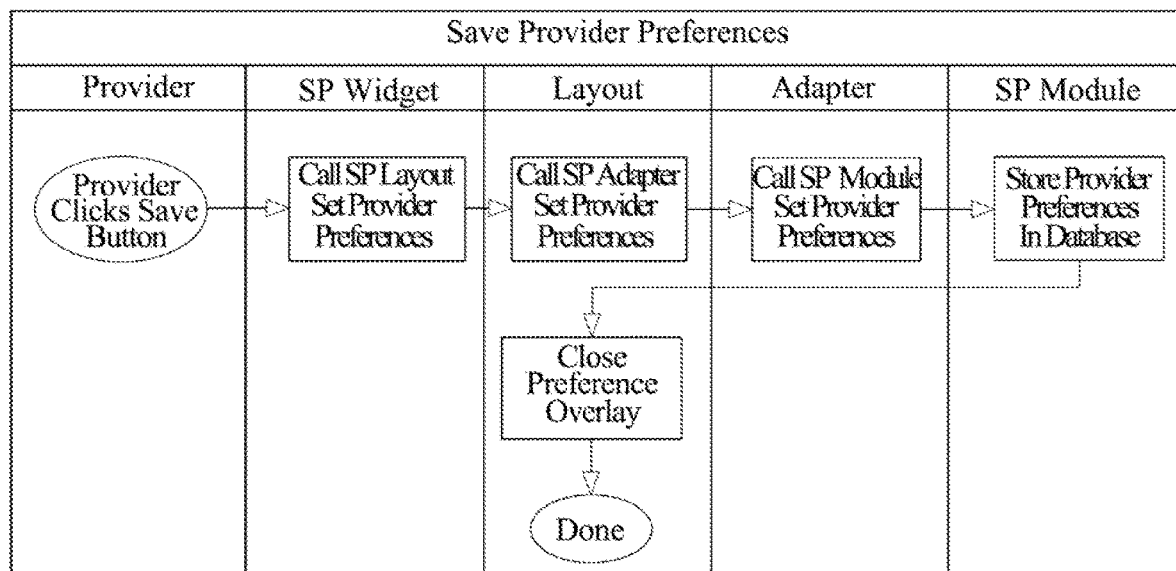 Save Provider Preferences
Provider
SP Widget
Layout
Adapter
SP Module
Provider
Clicks Save
Button
Call SP Layout
Set Provider
Preferences
Call SP Adapter
Set Provider
Preferences
Call SP Module
Set Provider
Preferences
Store Provider
Preferences
In Database
Close
Preference
Overlay
Done